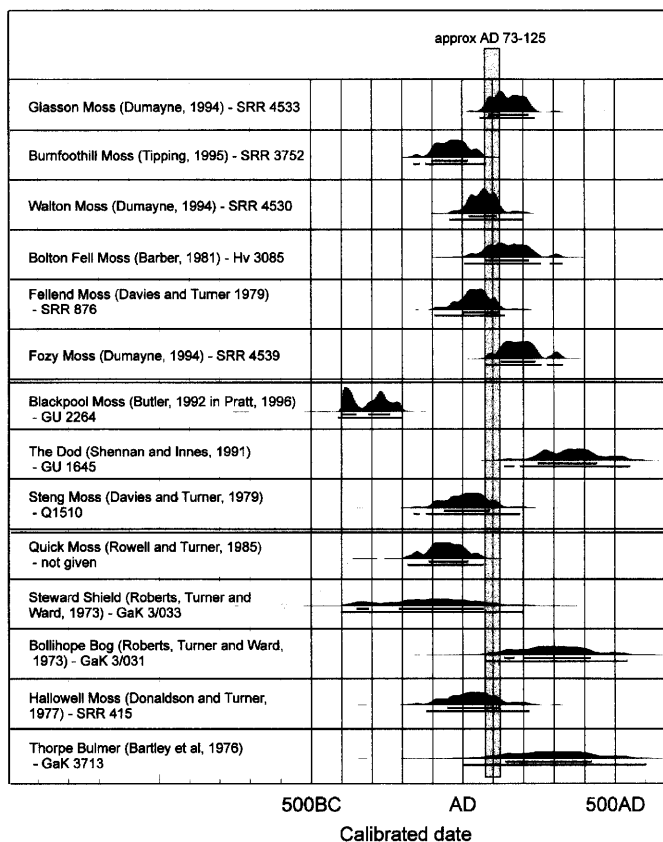 approx AD 73-125
Glasson Moss (Dumayne, 1994) - SRR 4533
Burnfoothill Moss (Tipping, 1995) - SRR 3752
Walton Moss (Dumayne, 1994) - SRR 4530
Bolton Fell Moss (Barber, 1981) - Hv 3085
Fellend Moss (Davies and Turner 1979)
- SRR 876
Fozy Moss (Dumayne, 1994) - SRR 4539
Blackpool Moss (Butler, 1992 in Pratt, 1996)
- GU 2264
The Dod (Shennan and Innes, 1991)
- GU 1645
Steng Moss (Davies and Turner, 1979)
- Q1510
Quick Moss (Rowell and Turner, 1985)
- not given
Steward Shield (Roberts, Turner and
Ward, 1973) - GaK 3/033
Bollihope Bog (Roberts, Turner and Ward,
1973) - GaK 3/031
Hallowell Moss (Donaldson and Turner,
1977) - SRR 415
Thorpe Bulmer (Bartley et al, 1976)
- GaK 3713
500BC AD 500AD
Calibrated date